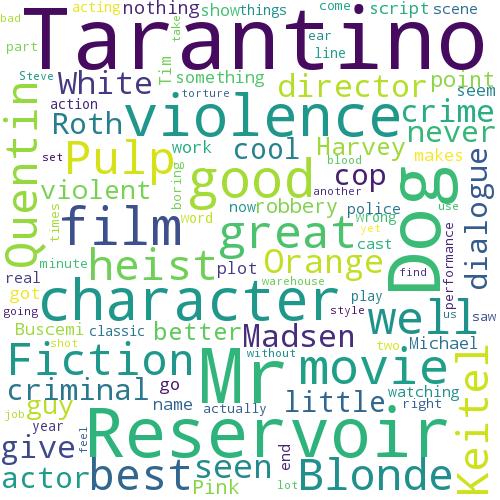 bad Tarantino acting nothing show things come script scene
part take ear line
Steve White Tim something director point seem
action torture
Quentin Roth violence cool Harvey crime never
set Pulp work blood makes
violent boring good another cop Dog dialogue
times film word now robbery police wrong yet
minute heist great plot Orange cast find performance
real warehouse use
going got character style play well us saw
Buscemi classic better Madsen two Michael
shot without
Fiction Mr movie Keitel
criminal go little watching
job guy name actually right
year feel Reservoir
give best seen end Blonde
actor Pink lot